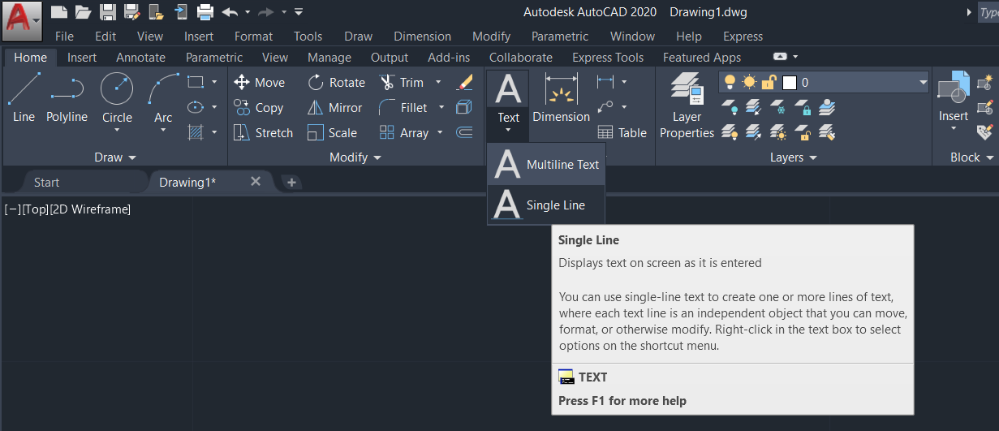 Autodesk AutoCAD 2020 Drawing1.dwg
File Edit View Insert Format Tools Draw Dimension Modify Parametric Window Help Express
Home Insert Annotate Parametric View Manage Output Add-ins Collaborate Express Tools Featured Apps
Line Polyline Circle Arc
Draw
Move Rotate Trim
Copy Mirror Fillet
Stretch Scale Array
Modify
Text Dimension
Table
Layer
Properties
0
Layers
Insert
Block
Start Drawing1*
[−][Top][2D Wireframe]
A Multiline Text
A Single Line
Single Line
Displays text on screen as it is entered
You can use single-line text to create one or more lines of text,
where each text line is an independent object that you can move,
format, or otherwise modify. Right-click in the text box to select
options on the shortcut menu.
TEXT
Press F1 for more help